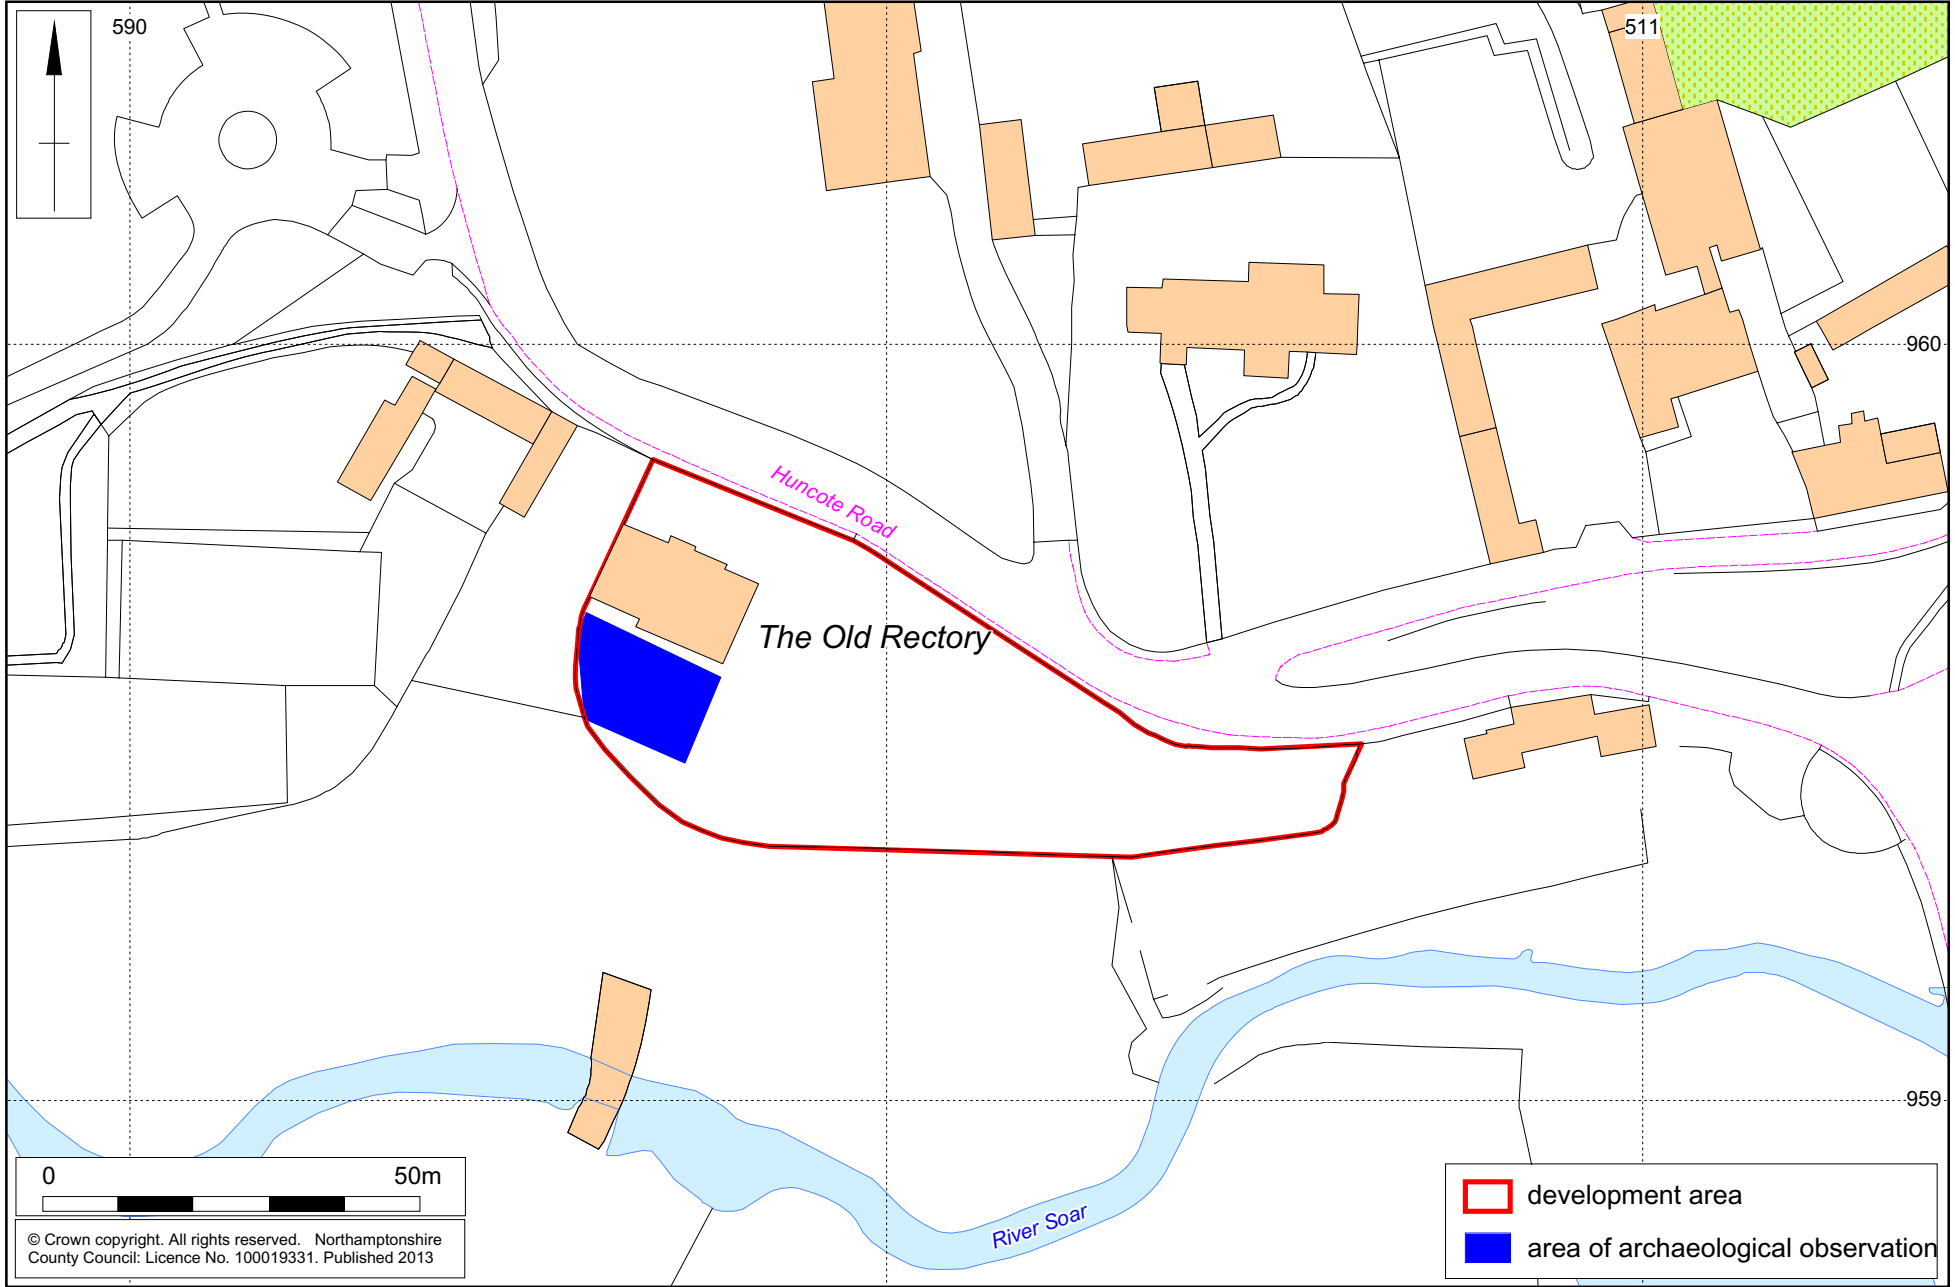 590
511
960
Huncote Road
The Old Rectory
959
0 50m
© Crown copyright. All rights reserved. Northamptonshire
County Council: Licence No. 100019331. Published 2013
River Soar
development area
area of archaeological observation